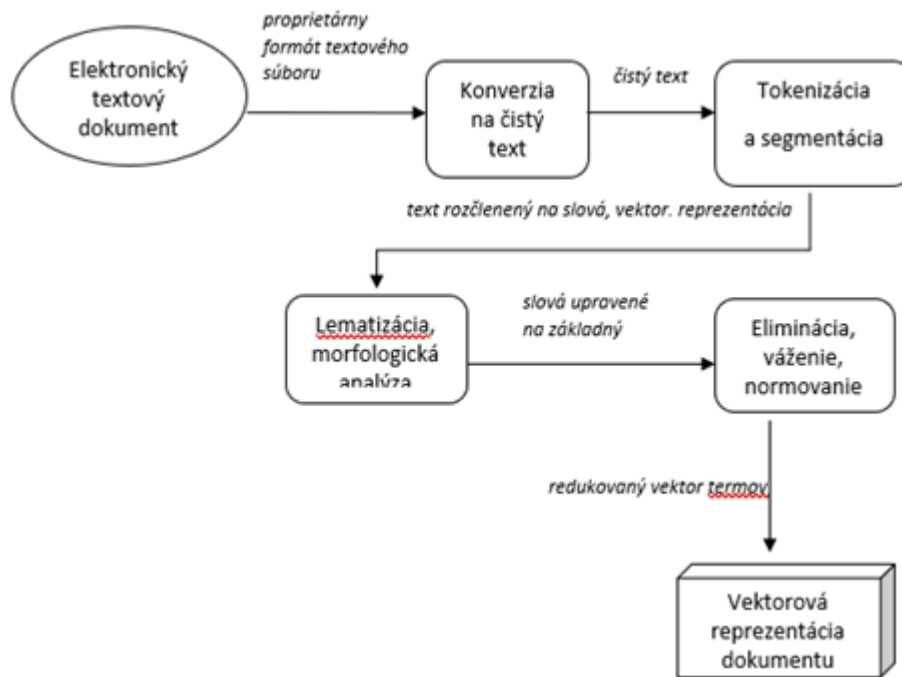 proprietárny
formát textového
súboru
Elektronický
textový
dokument
Konverzia
na čistý
text
čistý text
Tokenizácia
a segmentácia
text rozčlenený na slová, vektor. reprezentácia
Lematizácia,
morfologická
analýza
slová upravené
na základný
Eliminácia,
váženie,
normovanie
redukovaný vektor termov
Vektorová
reprezentácia
dokumentu